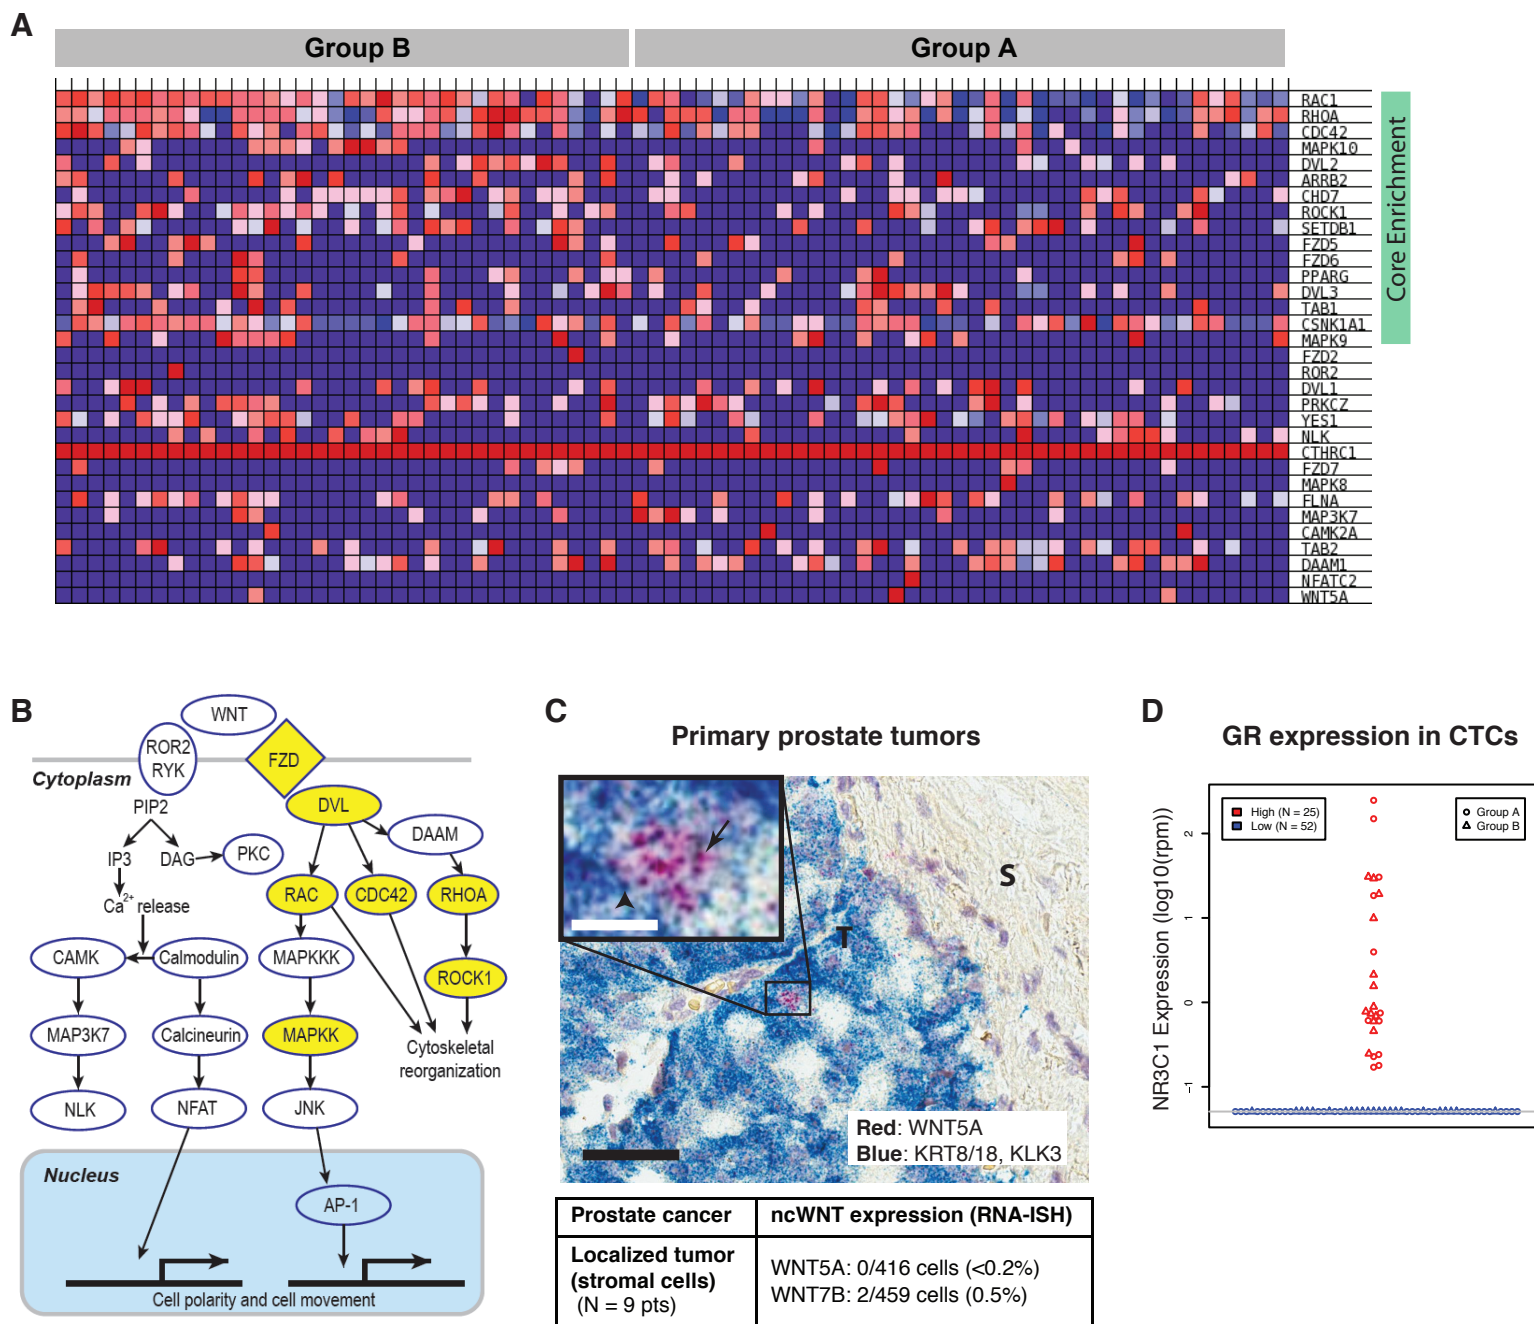 A
Group B
Group A
RAC1
RHOA
CDC42
MAPK10
DVL2
ARRB2
CHD7
ROCK1
SETDB1
FZD5
FZD6
PPARG
DVL3
TAB1
CSNK1A1
MAPK9
FZD2
ROR2
DVL1
PRKCZ
YES1
NLK
CTHRC1
FZD7
MAPK8
FLNA
MAP3K7
CAMK2A
TAB2
DAAM1
NFATC2
WNT5A
Core Enrichment
B
WNT
ROR2
RYK
FZD
Cytoplasm
PIP2
DVL
DAAM
IP3
DAG
PKC
RAC
CDC42
RHOA
Ca2+ release
CAMK
Calmodulin
MAPKKK
ROCK1
MAP3K7
Calcineurin
MAPKK
Cytoskeletal
reorganization
NLK
NFAT
JNK
Nucleus
AP-1
Cell polarity and cell movement
C
Primary prostate tumors
S
T
Red: WNT5A
Blue: KRT8/18, KLK3
Prostate cancer
ncWNT expression (RNA-ISH)
Localized tumor
(stromal cells)
(N = 9 pts)
WNT5A: 0/416 cells (<0.2%)
WNT7B: 2/459 cells (0.5%)
D
GR expression in CTCs
High (N = 25)
Low (N = 52)
Group A
Group B
NR3C1 Expression (log10(rpm))
2
1
0
−1